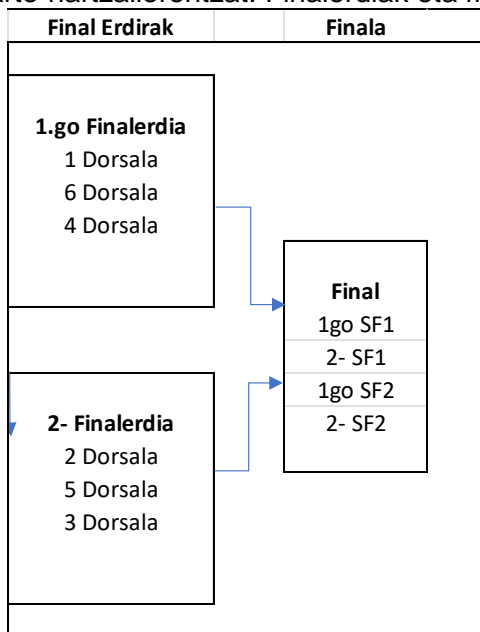 Final Erdirak Finala
1.go Finalerdia
1 Dorsala
6 Dorsala
4 Dorsala
Final
1go SF1
2- SF1
1go SF2
2- SF2
2- Finalerdia
2 Dorsala
5 Dorsala
3 Dorsala